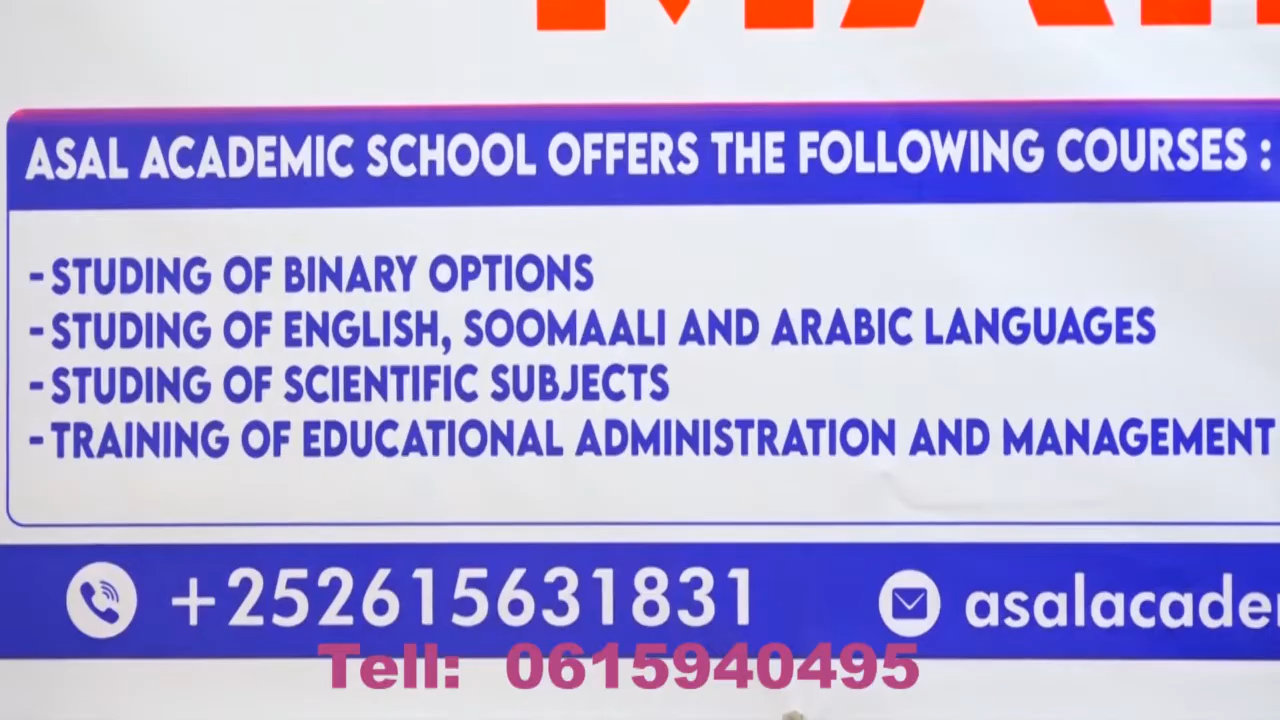 ASAL ACADEMIC SCHOOL OFFERS THE FOLLOWING COURSES :
- STUDING OF BINARY OPTIONS
- STUDING OF ENGLISH, SOOMAALI AND ARABIC LANGUAGES
- STUDING OF SCIENTIFIC SUBJECTS
- TRAINING OF EDUCATIONAL ADMINISTRATION AND MANAGEMENT
+252615631831
Tell: 0615940495